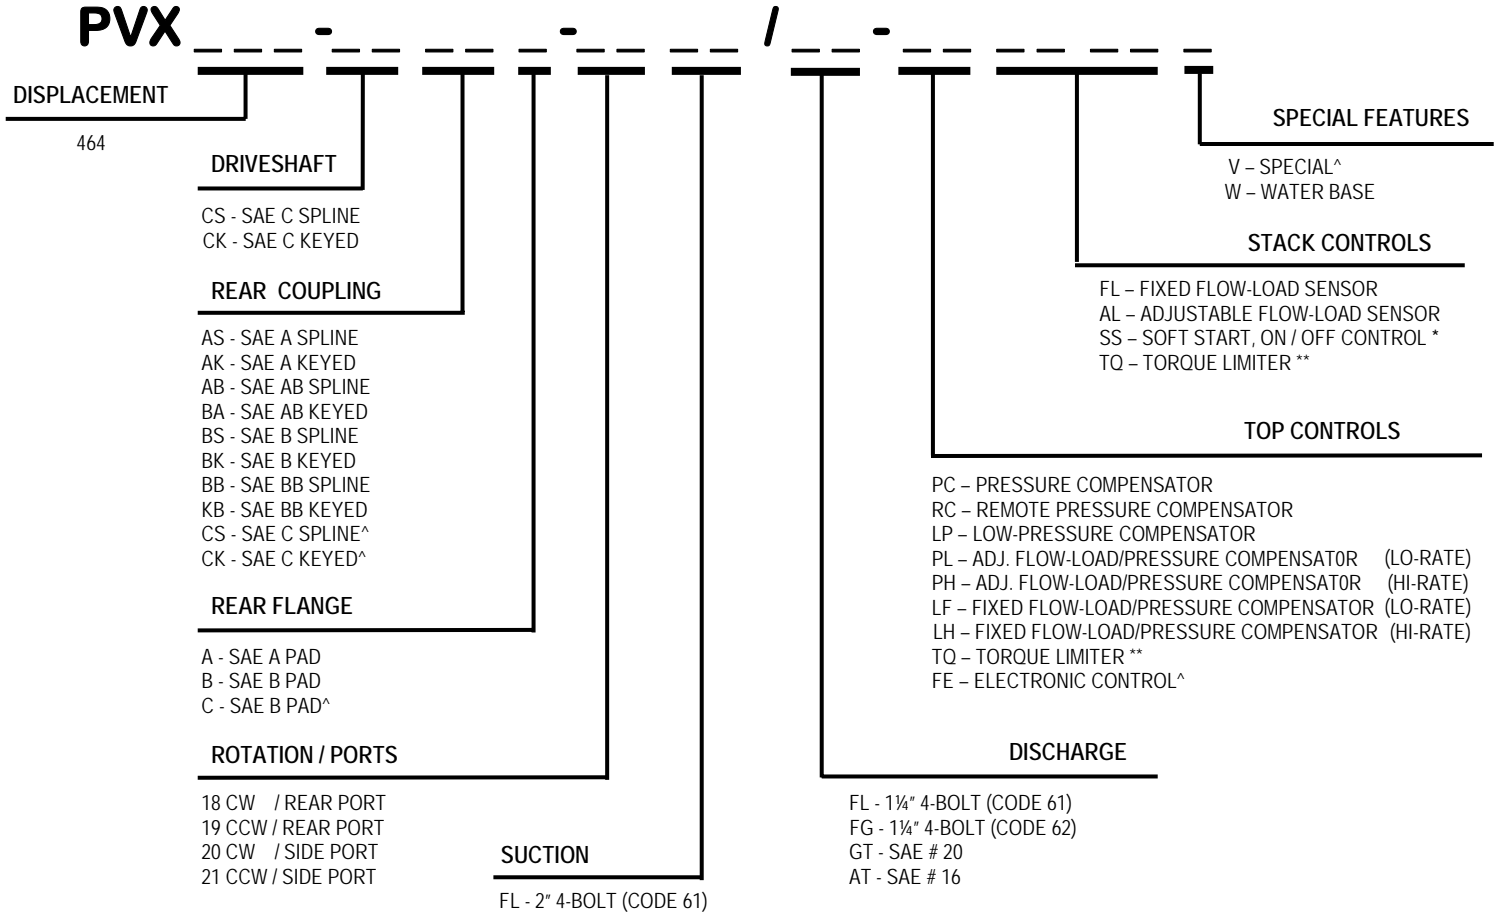 PVX ___-__ __ _-__ __/__-__ ____ _
DISPLACEMENT
464
DRIVESHAFT
CS - SAE C SPLINE
CK - SAE C KEYED
REAR COUPLING
AS - SAE A SPLINE
AK - SAE A KEYED
AB - SAE AB SPLINE
BA - SAE AB KEYED
BS - SAE B SPLINE
BK - SAE B KEYED
BB - SAE BB SPLINE
KB - SAE BB KEYED
CS - SAE C SPLINE^
CK - SAE C KEYED^
REAR FLANGE
A - SAE A PAD
B - SAE B PAD
C - SAE B PAD^
ROTATION / PORTS
18 CW / REAR PORT
19 CCW / REAR PORT
20 CW / SIDE PORT
21 CCW / SIDE PORT
SUCTION
FL - 2" 4-BOLT (CODE 61)
SPECIAL FEATURES
V – SPECIAL^
W – WATER BASE
STACK CONTROLS
FL – FIXED FLOW-LOAD SENSOR
AL – ADJUSTABLE FLOW-LOAD SENSOR
SS – SOFT START, ON / OFF CONTROL *
TQ – TORQUE LIMITER **
TOP CONTROLS
PC – PRESSURE COMPENSATOR
RC – REMOTE PRESSURE COMPENSATOR
LP – LOW-PRESSURE COMPENSATOR
PL – ADJ. FLOW-LOAD/PRESSURE COMPENSAT0R (LO-RATE)
PH – ADJ. FLOW-LOAD/PRESSURE COMPENSAT0R (HI-RATE)
LF – FIXED FLOW-LOAD/PRESSURE COMPENSATOR (LO-RATE)
LH – FIXED FLOW-LOAD/PRESSURE COMPENSATOR (HI-RATE)
TQ – TORQUE LIMITER **
FE – ELECTRONIC CONTROL^
DISCHARGE
FL - 1¼" 4-BOLT (CODE 61)
FG - 1¼" 4-BOLT (CODE 62)
GT - SAE # 20
AT - SAE # 16